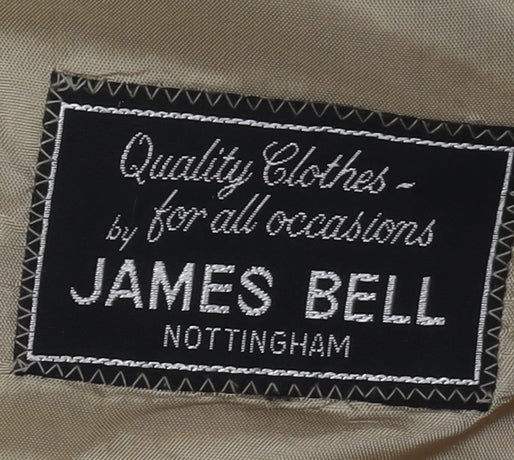 Quality Clothes -
for all occasions
by
JAMES BELL
NOTTINGHAM